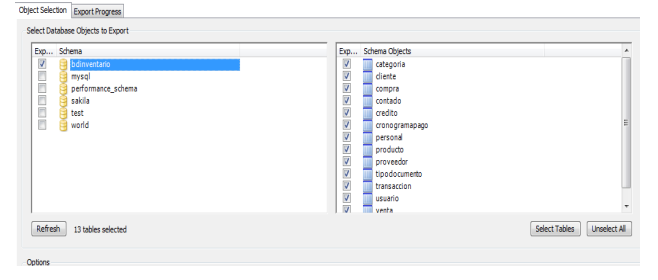 Object Selection Export Progress
Select Database Objects to Export
Exp... Schema
bdinventario
mysql
performance_schema
sakila
test
world
Exp... Schema Objects
categoria
cliente
compra
contado
credito
cronogramapago
personal
producto
proveedor
tipodocumento
transaccion
usuario
venta
Refresh 13 tables selected Select Tables Unselect All
Options